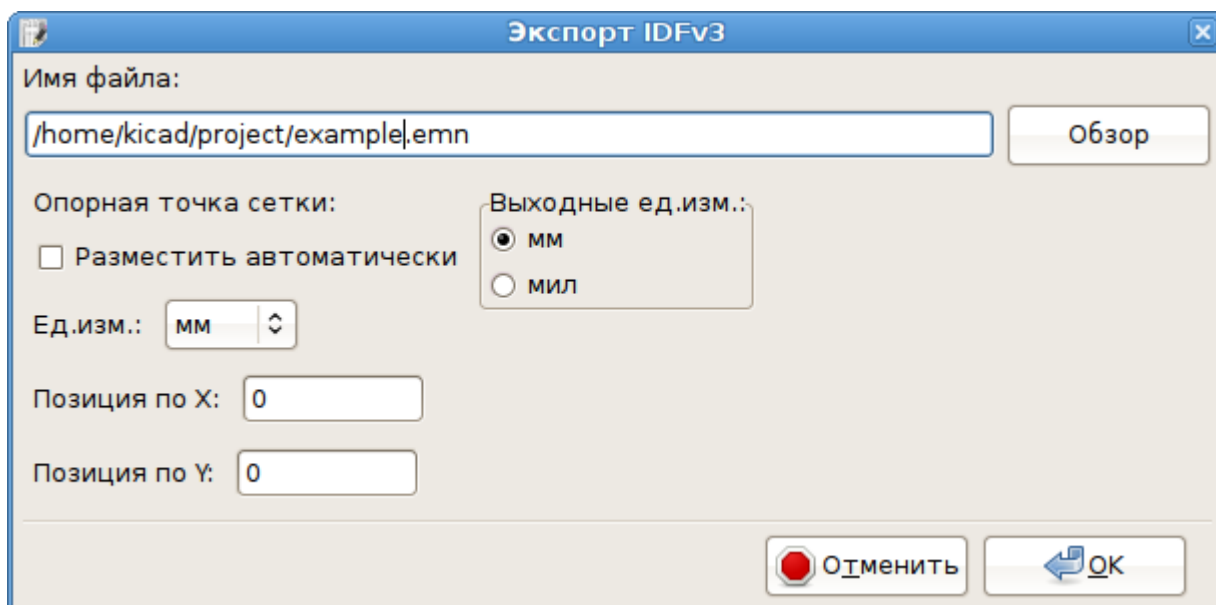 Экспорт IDFv3
Имя файла:
/home/kicad/project/example.emn
Обзор
Опорная точка сетки:
Выходные ед.изм.:
Разместить автоматически
мм
мил
Ед.изм.: мм
Позиция по X: 0
Позиция по Y: 0
Отменить
OK